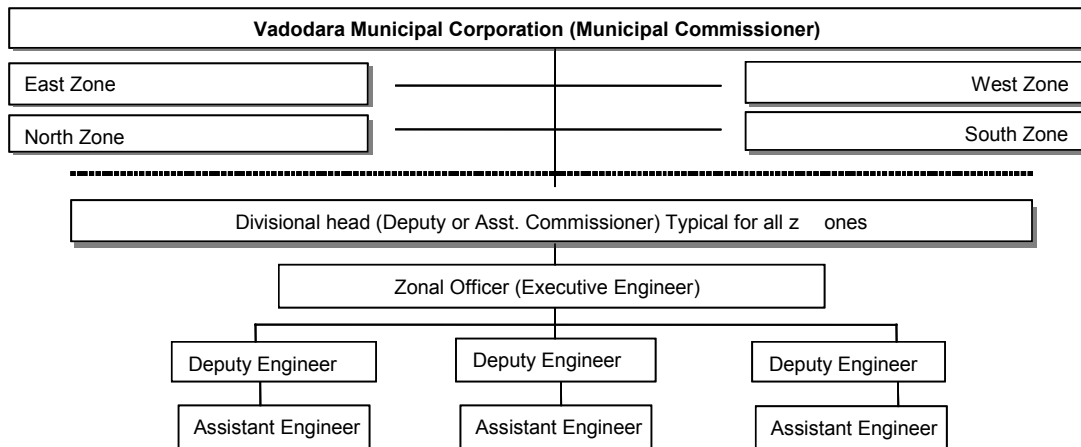 Vadodara Municipal Corporation (Municipal Commissioner)
East Zone
West Zone
North Zone
South Zone
Divisional head (Deputy or Asst. Commissioner) Typical for all z ones
Zonal Officer (Executive Engineer)
Deputy Engineer
Deputy Engineer
Deputy Engineer
Assistant Engineer
Assistant Engineer
Assistant Engineer